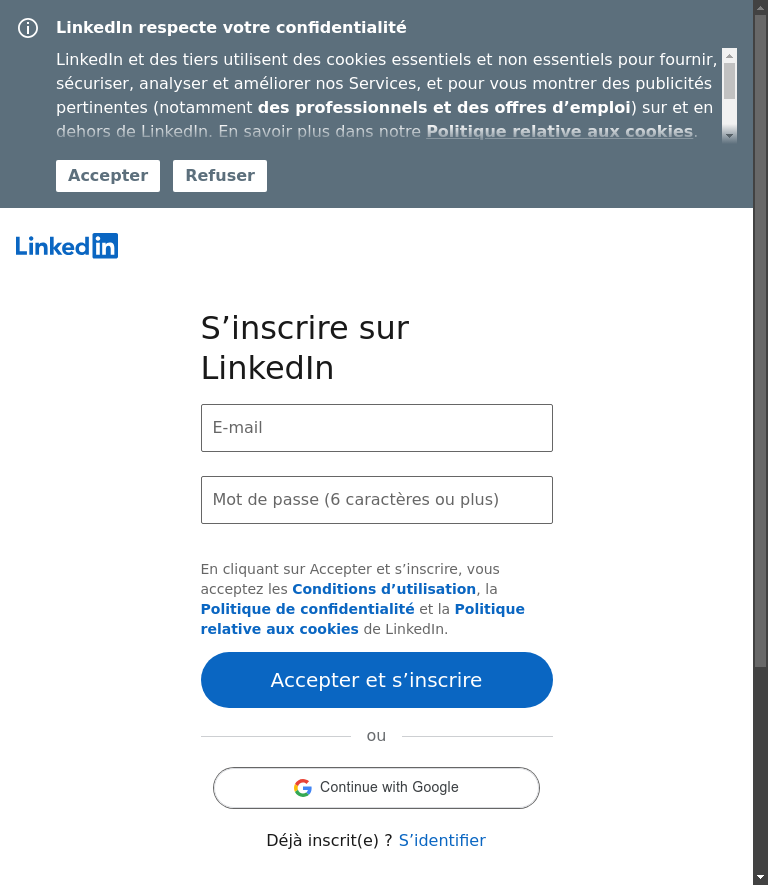 LinkedIn respecte votre confidentialité
LinkedIn et des tiers utilisent des cookies essentiels et non essentiels pour fournir,
sécuriser, analyser et améliorer nos Services, et pour vous montrer des publicités
pertinentes (notamment des professionnels et des offres d’emploi) sur et en
dehors de LinkedIn. En savoir plus dans notre Politique relative aux cookies.
Accepter Refuser
LinkedIn
S’inscrire sur
LinkedIn
E-mail
Mot de passe (6 caractères ou plus)
En cliquant sur Accepter et s’inscrire, vous
acceptez les Conditions d’utilisation, la
Politique de confidentialité et la Politique
relative aux cookies de LinkedIn.
Accepter et s’inscrire
ou
Continue with Google
Déjà inscrit(e) ? S’identifier